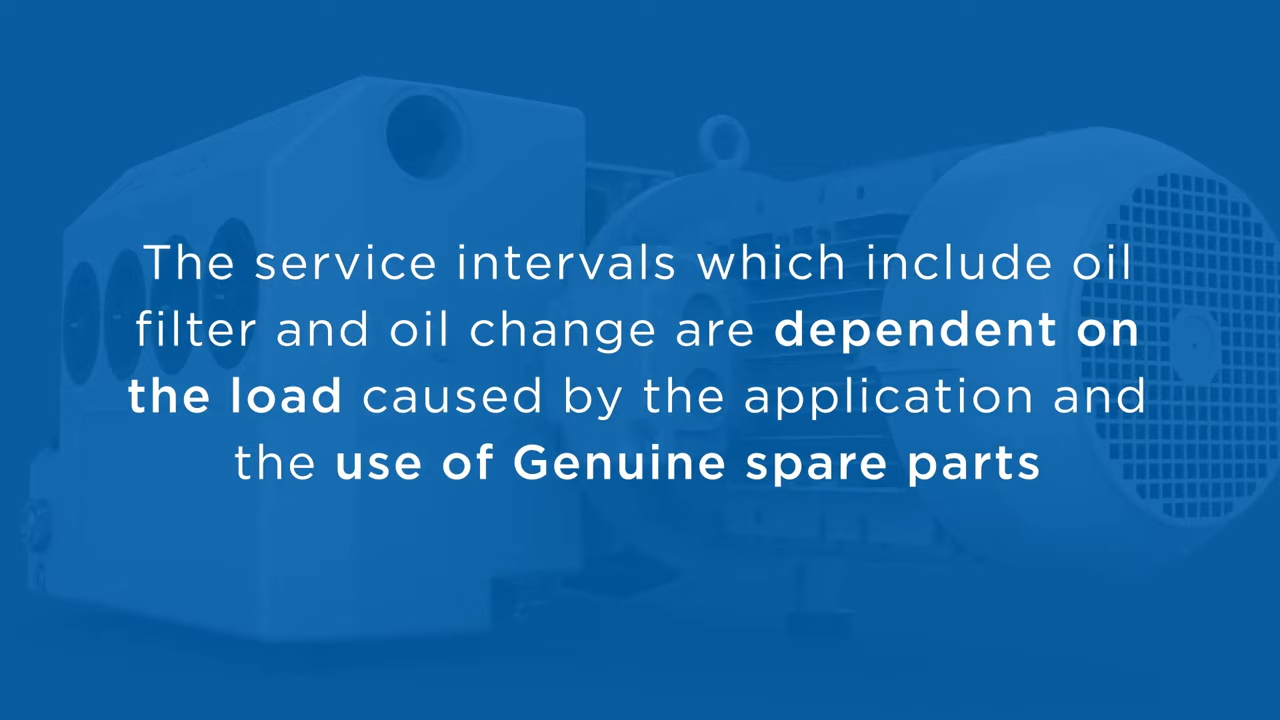 The service intervals which include oil
filter and oil change are dependent on
the load caused by the application and
the use of Genuine spare parts